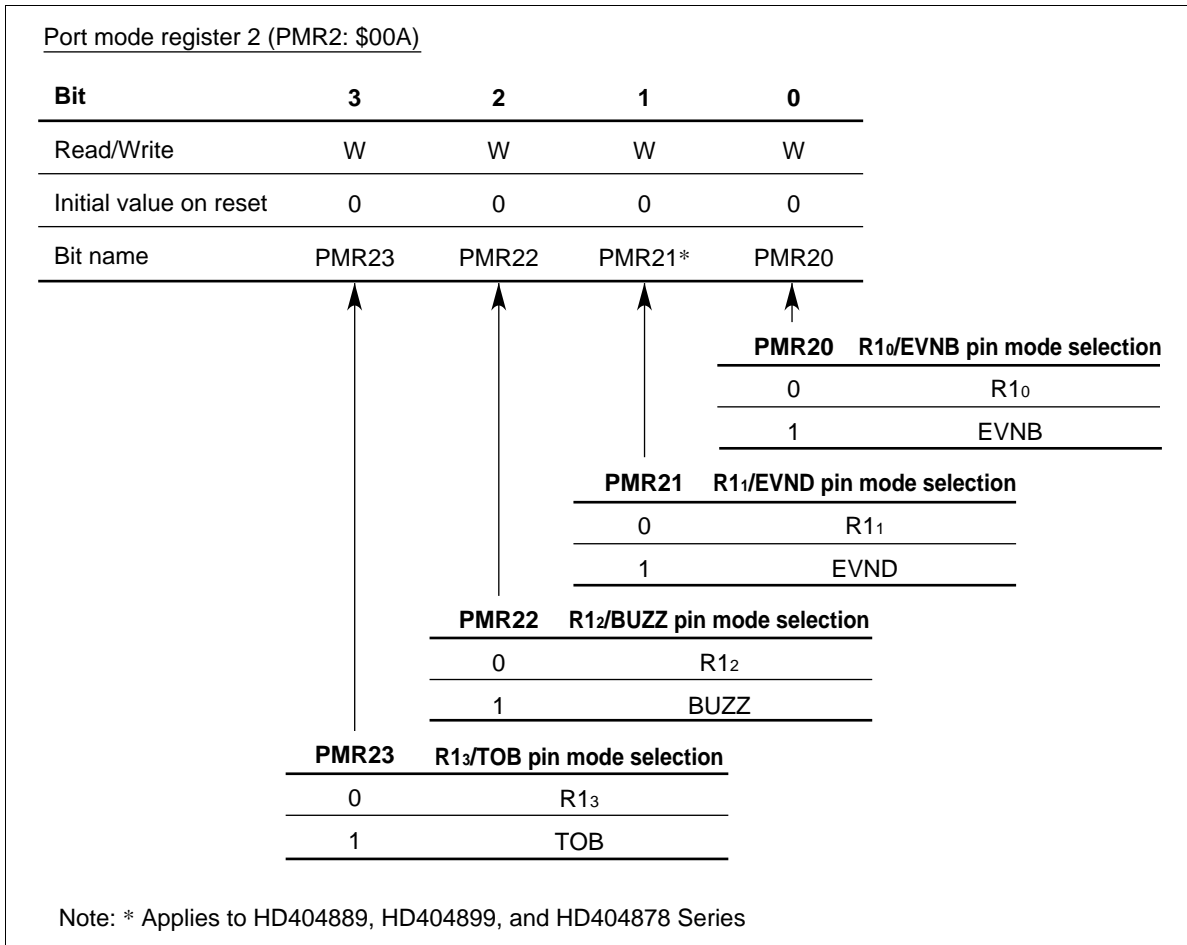 Port mode register 2 (PMR2: $00A)
Bit 3 2 1 0
Read/Write W W W W
Initial value on reset 0 0 0 0
Bit name PMR23 PMR22 PMR21* PMR20
PMR20 R10/EVNB pin mode selection
0 R10
1 EVNB
PMR21 R11/EVND pin mode selection
0 R11
1 EVND
PMR22 R12/BUZZ pin mode selection
0 R12
1 BUZZ
PMR23 R13/TOB pin mode selection
0 R13
1 TOB
Note: * Applies to HD404889, HD404899, and HD404878 Series